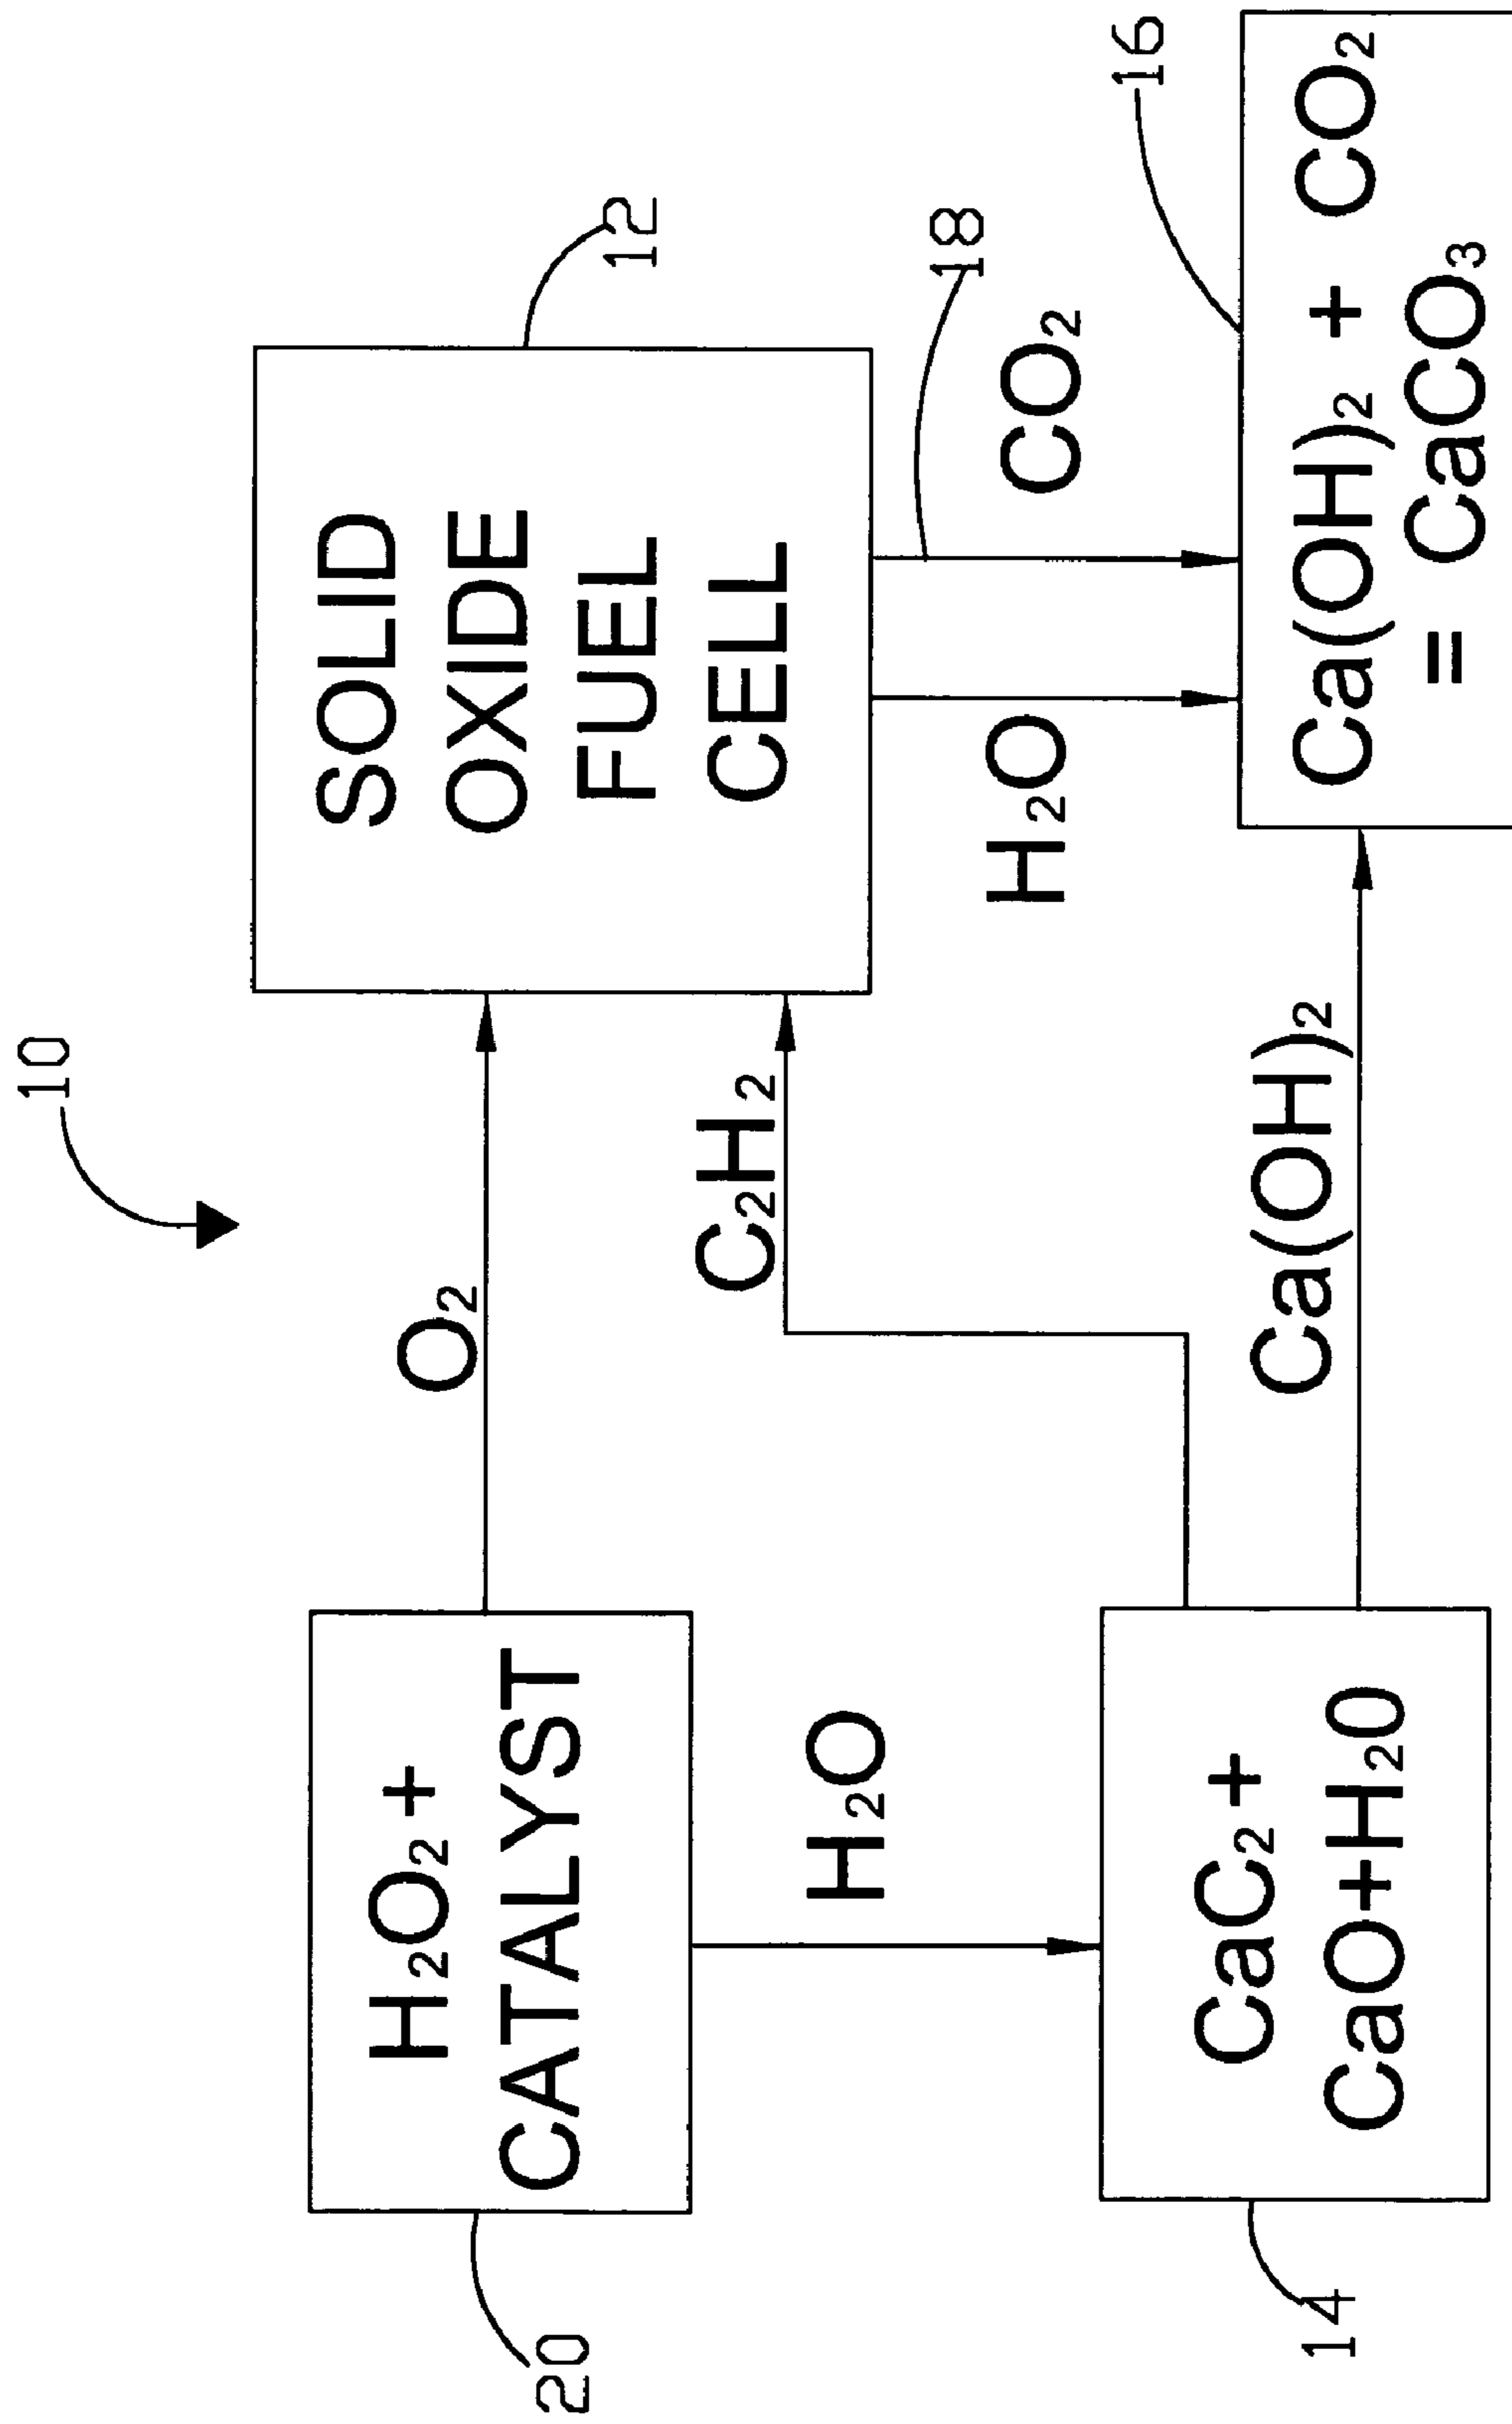 10
H₂O₂+
CATALYST
20
O₂
SOLID
OXIDE
FUEL
CELL
12
H₂O
C₂H₂
18
H₂O
CO₂
CaC₂+
CaO+H₂0
14
Ca(OH)₂
16
Ca(OH)₂ + CO₂
= CaCO₃